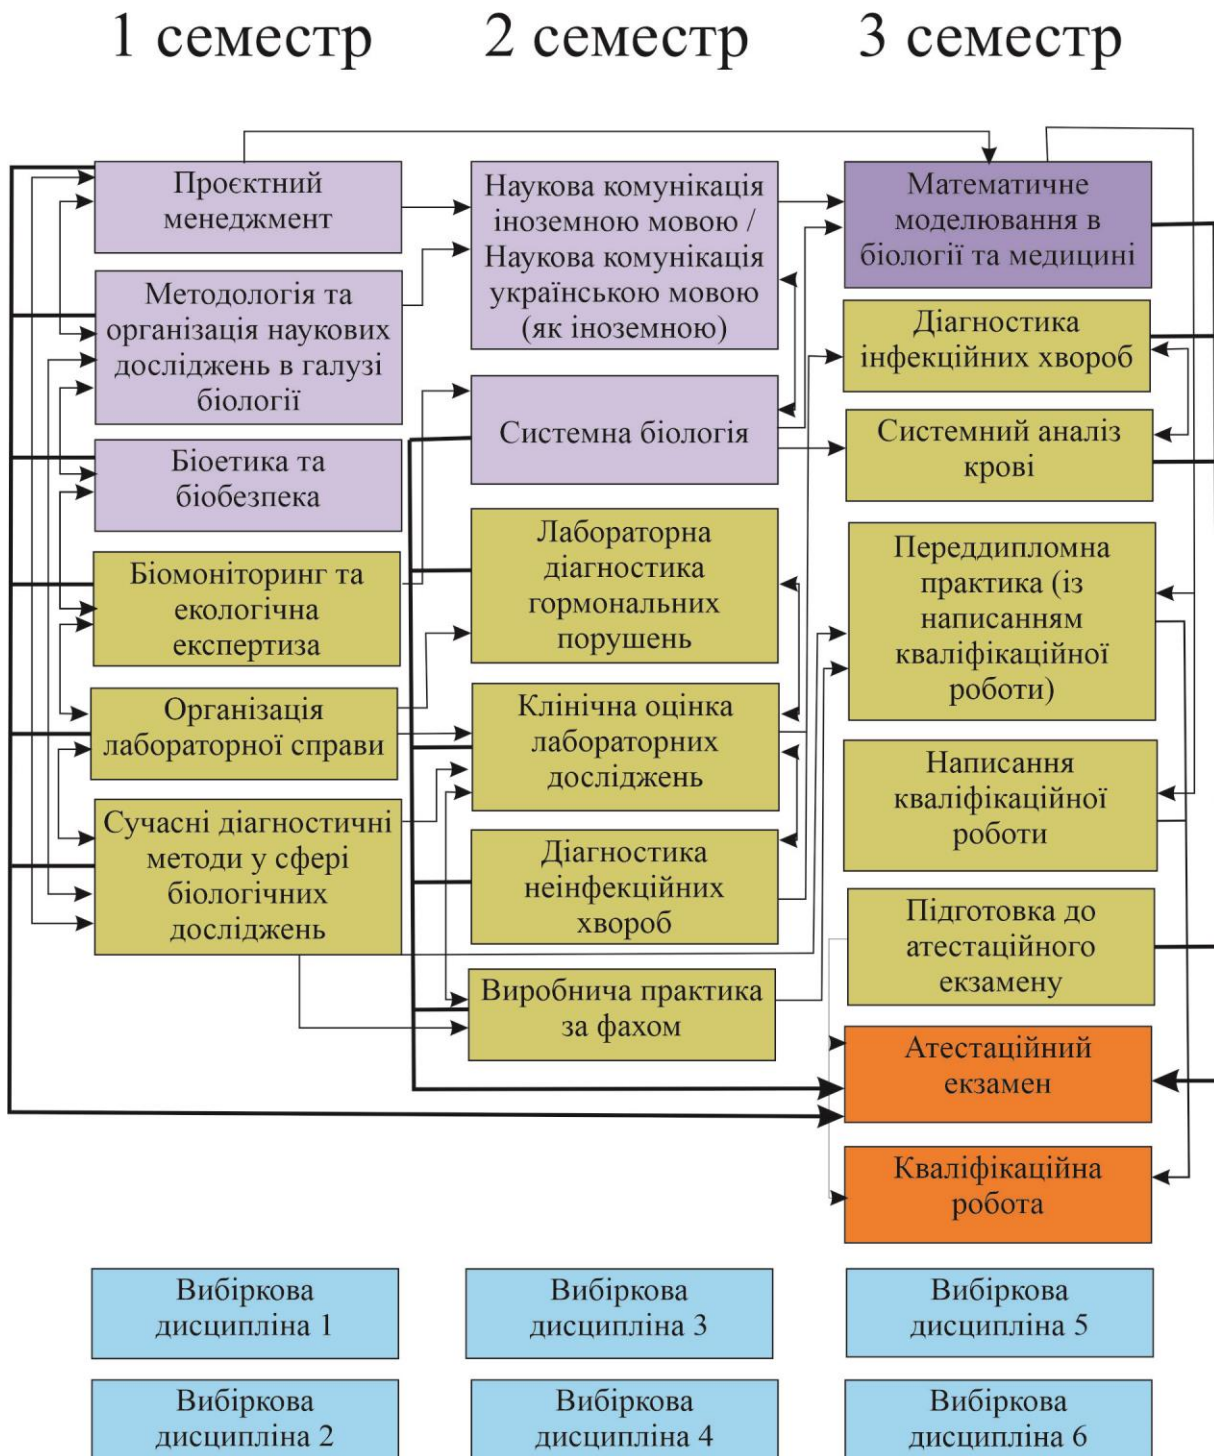 1 семестр
2 семестр
3 семестр
Проєктний
менеджмент
Методологія та
організація наукових
досліджень в галузі
біології
Біоетика та
біобезпека
Біомоніторинг та
екологічна
експертиза
Організація
лабораторної справи
Сучасні діагностичні
методи у сфері
біологічних
досліджень
Наукова комунікація
іноземною мовою /
Наукова комунікація
українською мовою
(як іноземною)
Системна біологія
Лабораторна
діагностика
гормональних
порушень
Клінічна оцінка
лабораторних
досліджень
Діагностика
неінфекційних
хвороб
Виробнича практика
за фахом
Математичне
моделювання в
біології та медицині
Діагностика
інфекційних хвороб
Системний аналіз
крові
Переддипломна
практика (із
написанням
кваліфікаційної
роботи)
Написання
кваліфікаційної
роботи
Підготовка до
атестаційного
екзамену
Атестаційний
екзамен
Кваліфікаційна
робота
Вибіркова
дисципліна 1
Вибіркова
дисципліна 3
Вибіркова
дисципліна 5
Вибіркова
дисципліна 2
Вибіркова
дисципліна 4
Вибіркова
дисципліна 6